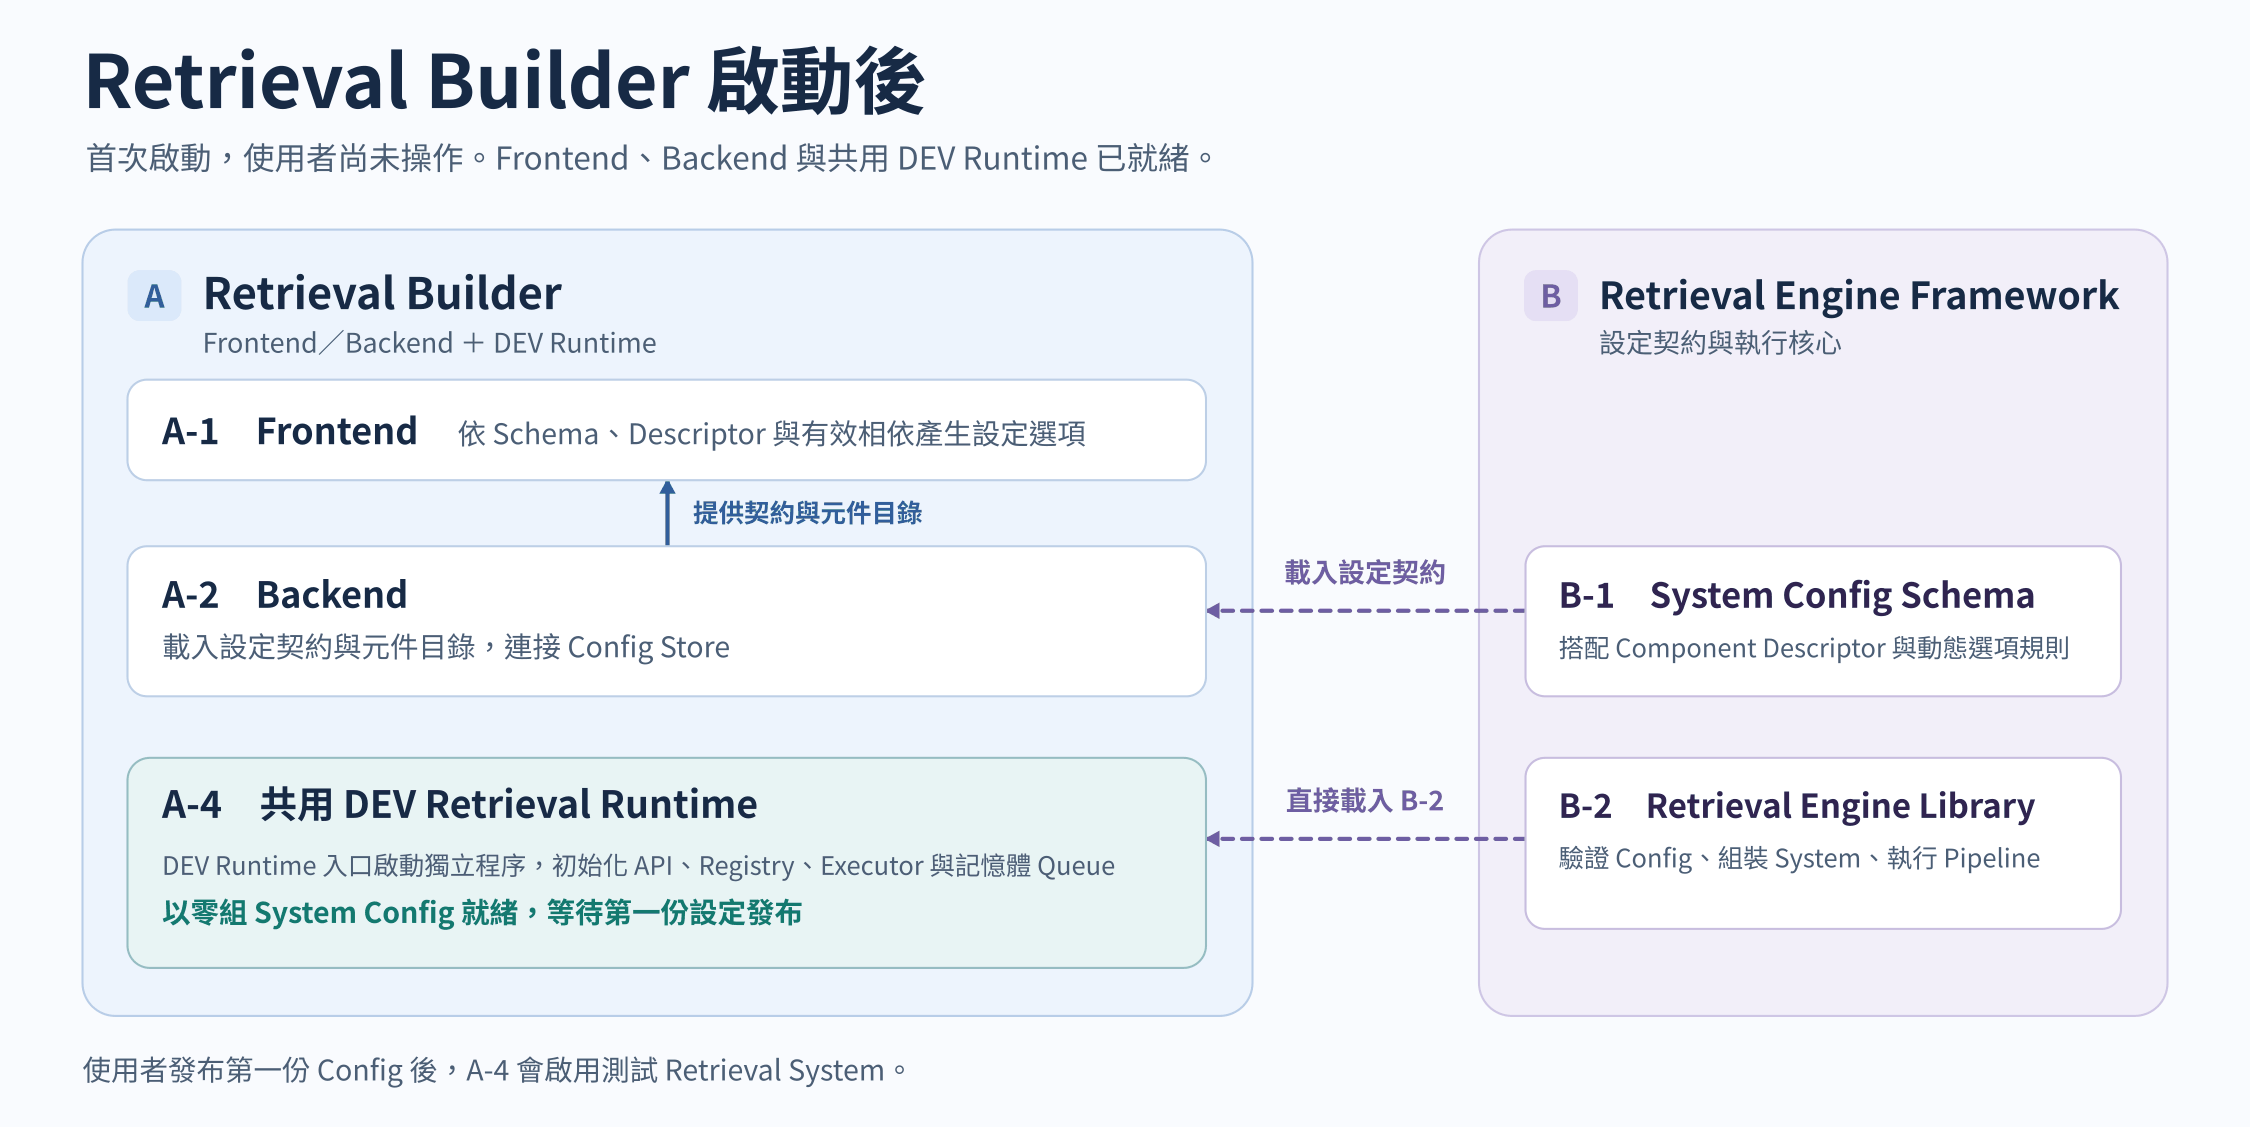 Retrieval Builder 啟動後
首次啟動，使用者尚未操作。Frontend、Backend 與共用 DEV Runtime 已就緒。
A Retrieval Builder
Frontend／Backend ＋ DEV Runtime
A-1 Frontend 依 Schema、Descriptor 與有效相依產生設定選項
提供契約與元件目錄
A-2 Backend
載入設定契約與元件目錄，連接 Config Store
A-4 共用 DEV Retrieval Runtime
DEV Runtime 入口啟動獨立程序，初始化 API、Registry、Executor 與記憶體 Queue
以零組 System Config 就緒，等待第一份設定發布
載入設定契約
直接載入 B-2
B Retrieval Engine Framework
設定契約與執行核心
B-1 System Config Schema
搭配 Component Descriptor 與動態選項規則
B-2 Retrieval Engine Library
驗證 Config、組裝 System、執行 Pipeline
使用者發布第一份 Config 後，A-4 會啟用測試 Retrieval System。